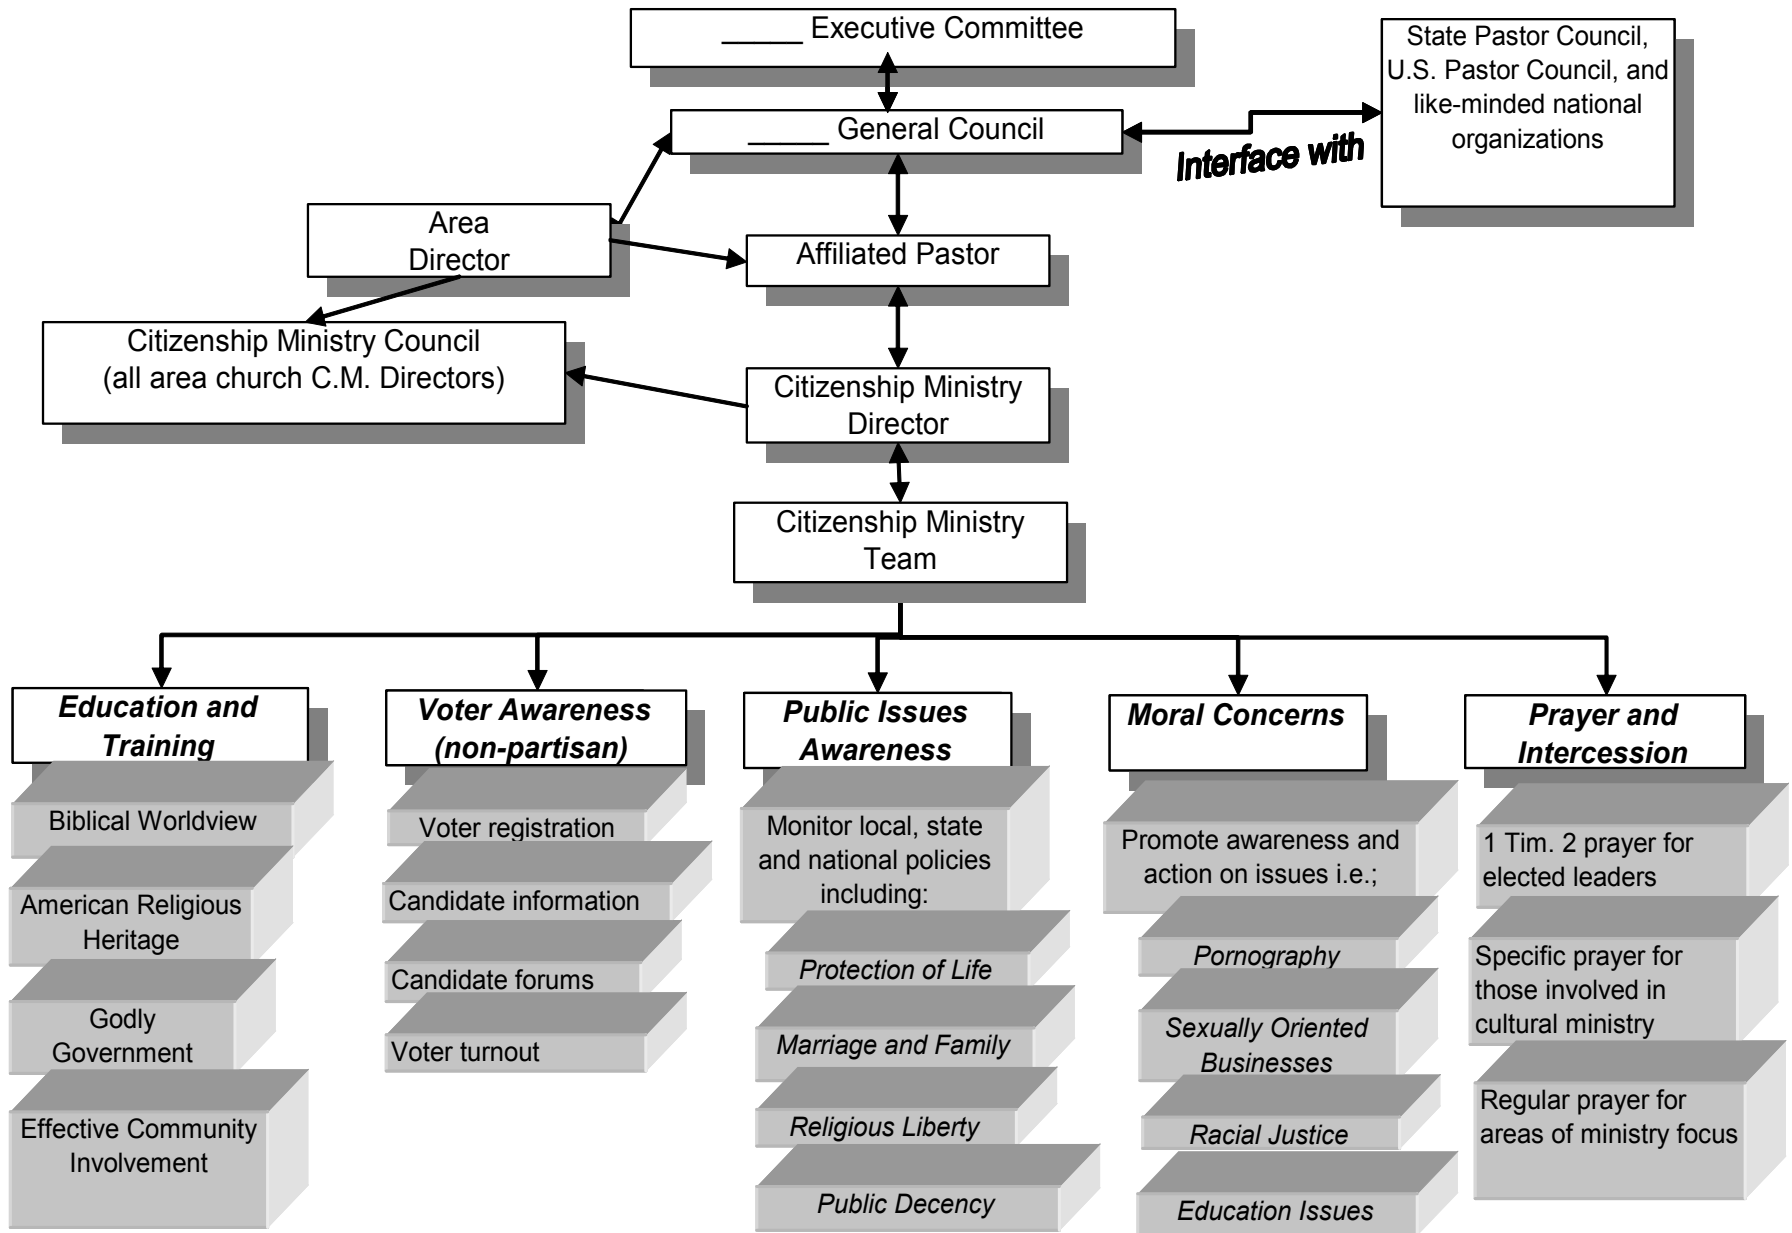 _____ Executive Committee
State Pastor Council,
U.S. Pastor Council, and
like-minded national
organizations
_____ General Council
Interface with
Area
Director
Affiliated Pastor
Citizenship Ministry Council
(all area church C.M. Directors)
Citizenship Ministry
Director
Citizenship Ministry
Team
Education and
Training
Biblical Worldview
American Religious
Heritage
Godly
Government
Effective Community
Involvement
Voter Awareness
(non-partisan)
Voter registration
Candidate information
Candidate forums
Voter turnout
Public Issues
Awareness
Monitor local, state
and national policies
including:
Protection of Life
Marriage and Family
Religious Liberty
Public Decency
Moral Concerns
Promote awareness and
action on issues i.e.;
Pornography
Sexually Oriented
Businesses
Racial Justice
Education Issues
Prayer and
Intercession
1 Tim. 2 prayer for
elected leaders
Specific prayer for
those involved in
cultural ministry
Regular prayer for
areas of ministry focus